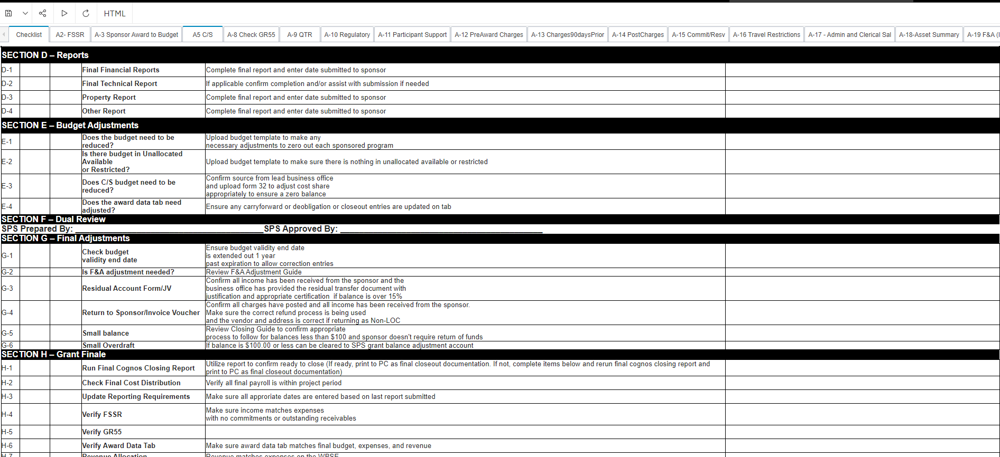 HTML
Checklist A2- FSSR A-3 Sponsor Award to Budget A5 C/S A-8 Check GR55 A-9 QTR A-10 Regulatory A-11 Participant Support A-12 PreAward Charges A-13 Charges90daysPrior A-14 PostCharges A-15 Commit/Resv A-16 Travel Restrictions A-17 - Admin and Clerical Sal A-18-Asset Summary A-19 F&A (I
SECTION D – Reports
D-1 Final Financial Reports Complete final report and enter date submitted to sponsor
D-2 Final Technical Report If applicable confirm completion and/or assist with submission if needed
D-3 Property Report Complete final report and enter date submitted to sponsor
D-4 Other Report Complete final report and enter date submitted to sponsor
SECTION E – Budget Adjustments
E-1
Does the budget need to be
reduced?
Upload budget template to make any
necessary adjustments to zero out each sponsored program
E-2
Is there budget in Unallocated
Available
or Restricted?
Upload budget template to make sure there is nothing in unallocated available or restricted
E-3
Does C/S budget need to be
reduced?
Confirm source from lead business office
and upload form 32 to adjust cost share
appropriately to ensure a zero balance
E-4
Does the award data tab need
adjusted?
Ensure any carryforward or deobligation or closeout entries are updated on tab
SECTION F – Dual Review
SPS Prepared By: ____________________ SPS Approved By: ____________________
SECTION G – Final Adjustments
G-1
Check budget
validity end date
Ensure budget validity end date
is extended out 1 year
past expiration to allow correction entries
G-2 Is F&A adjustment needed? Review F&A Adjustment Guide
G-3
Residual Account Form/JV
Confirm all income has been received from the sponsor and the
business office has provided the residual transfer document with
justification and appropriate certification if balance is over 15%
G-4
Return to Sponsor/Invoice Voucher
Confirm all charges have posted and all income has been received from the sponsor.
Make sure the correct refund process is being used
and the vendor and address is correct if returning as Non-LOC
G-5
Small balance
Review Closing Guide to confirm appropriate
process to follow for balances less than $100 and sponsor doesn't require return of funds
G-6 Small Overdraft If balance is $100.00 or less can be cleared to SPS grant balance adjustment account
SECTION H – Grant Finale
H-1
Run Final Cognos Closing Report
Utilize report to confirm ready to close (If ready, print to PC as final closeout documentation. If not, complete items below and rerun final cognos closing report and
print to PC as final closeout documentation)
H-2 Check Final Cost Distribution Verify all final payroll is within project period
H-3 Update Reporting Requirements Make sure all approriate dates are entered based on last report submitted
H-4
Verify FSSR
Make sure income matches expenses
with no commitments or outstanding receivables
H-5 Verify GR55
H-6 Verify Award Data Tab Make sure award data tab matches final budget, expenses, and revenue
H-7 Revenue Allocation Revenue matches expenses on the WBSE